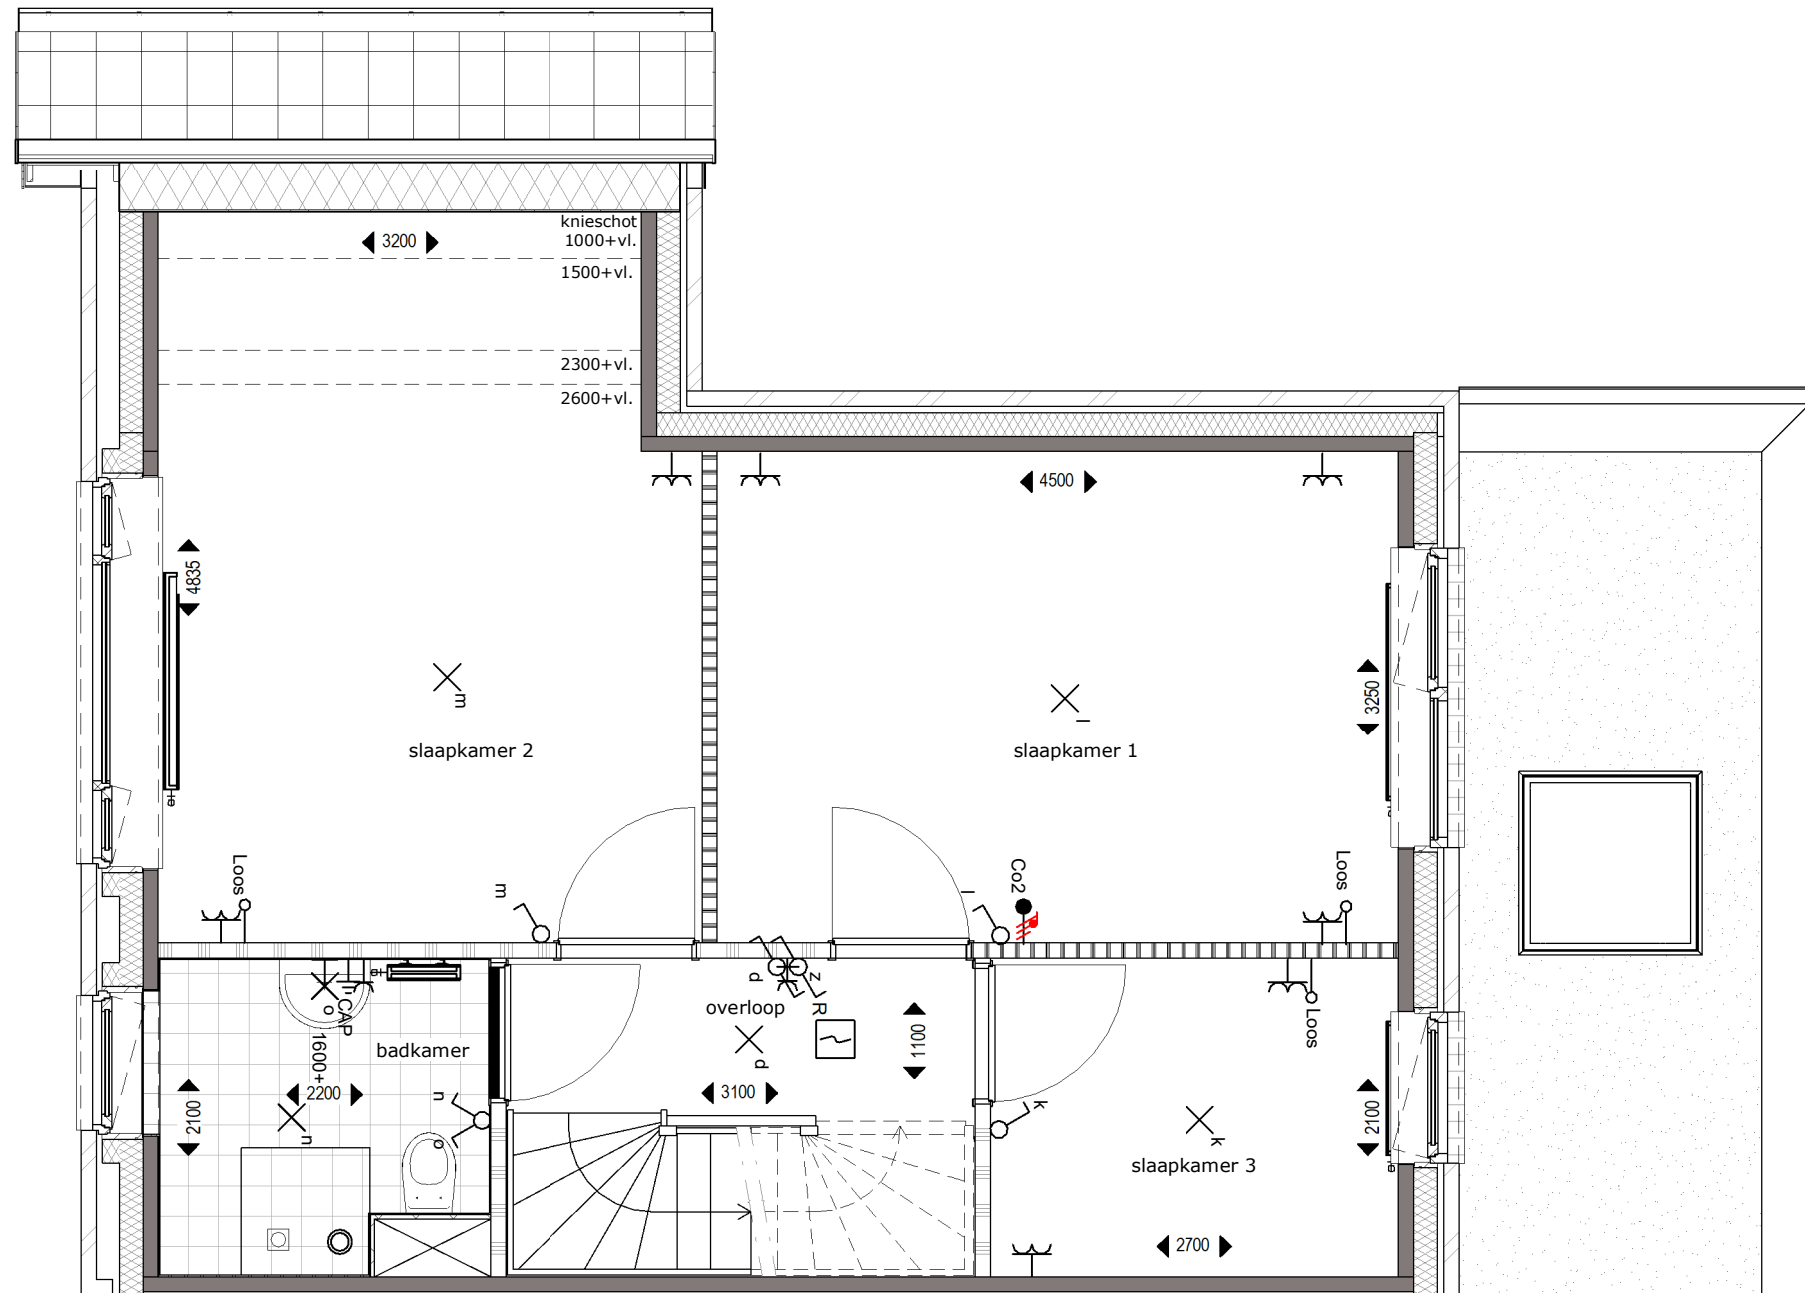 knieschot
1000+vl.
3200
1500+vl.
2300+vl.
2600+vl.
4500
4835
3250
m
l
slaapkamer 2
slaapkamer 1
Loos
m
l
Co2
Loos
d
z
R
overloop
o
CAP
1600+
badkamer
d
1100
Loos
2200
3100
2100
n
n
o
k
k
2100
slaapkamer 3
2700